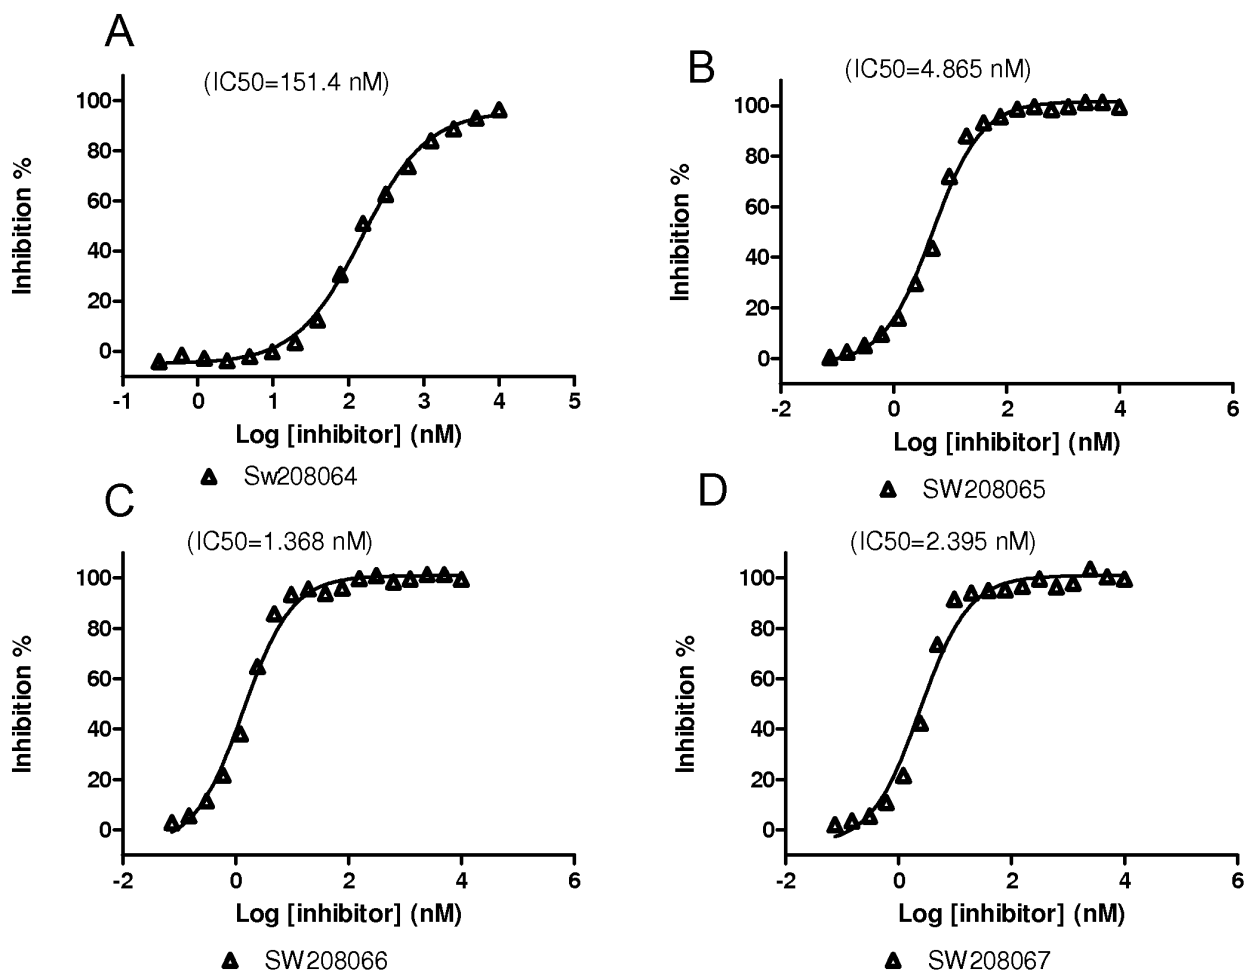 A
(IC50=151.4 nM)
100
80
60
40
20
0
Inhibition %
-1 0 1 2 3 4 5
Log [inhibitor] (nM)
Sw208064
B
(IC50=4.865 nM)
100
80
60
40
20
0
Inhibition %
-2 0 2 4 6
Log [inhibitor] (nM)
SW208065
C
(IC50=1.368 nM)
100
80
60
40
20
0
Inhibition %
-2 0 2 4 6
Log [inhibitor] (nM)
SW208066
D
(IC50=2.395 nM)
100
80
60
40
20
0
Inhibition %
-2 0 2 4 6
Log [inhibitor] (nM)
SW208067